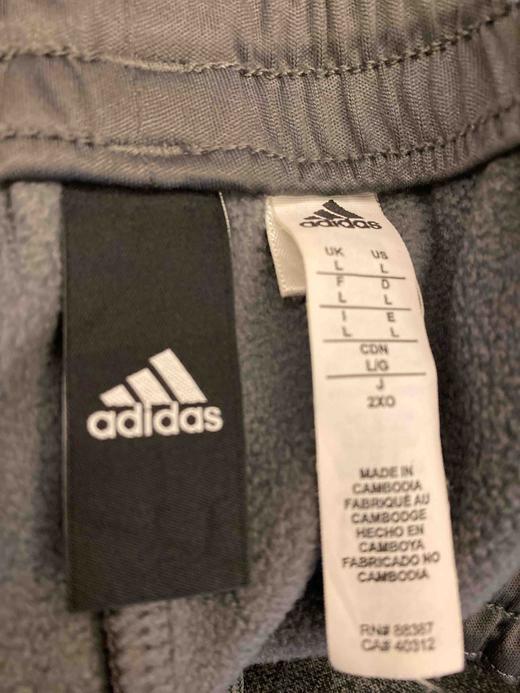 adidas
adidas
UK US
L L
F D
L L
I E
L L
CDN
L/G
J
2XO
MADE IN
CAMBODIA
FABRIQUÉ AU
CAMBODGE
HECHO EN
CAMBOYA
FABRICADO NO
CAMBODIA
RN# 88387
CA# 40312